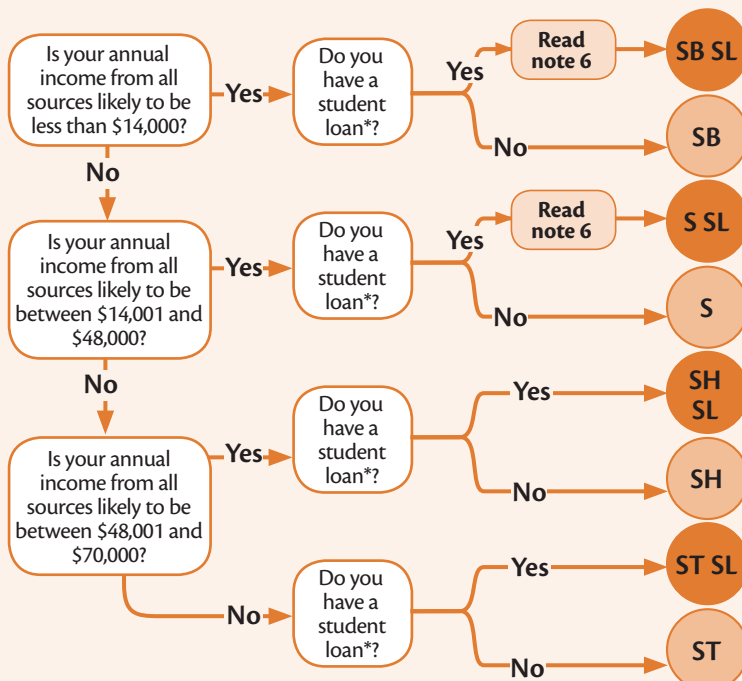 Is your annual
income from all
sources likely to be
less than $14,000?
Yes
Do you
have a
student
loan*?
Yes
Read
note 6
SB SL
No
SB
No
Is your annual
income from all
sources likely to be
between $14,001 and
$48,000?
Yes
Do you
have a
student
loan*?
Yes
Read
note 6
S SL
No
S
No
Is your annual
income from all
sources likely to be
between $48,001 and
$70,000?
Yes
Do you
have a
student
loan*?
Yes
SH
SL
No
SH
No
Do you
have a
student
loan*?
Yes
ST SL
No
ST